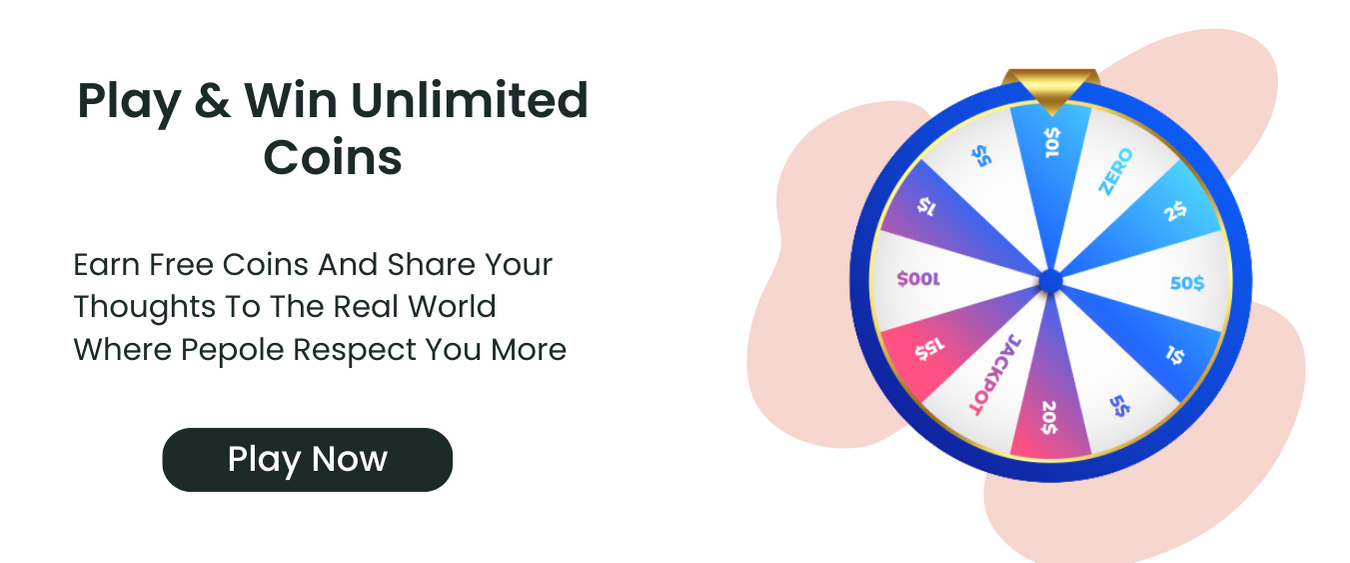 Play & Win Unlimited
Coins
Earn Free Coins And Share Your
Thoughts To The Real World
Where Pepole Respect You More
Play Now
10$
ZERO
2$
50$
$1
5$
20$
JACKPOT
15$
100$
1$
5$